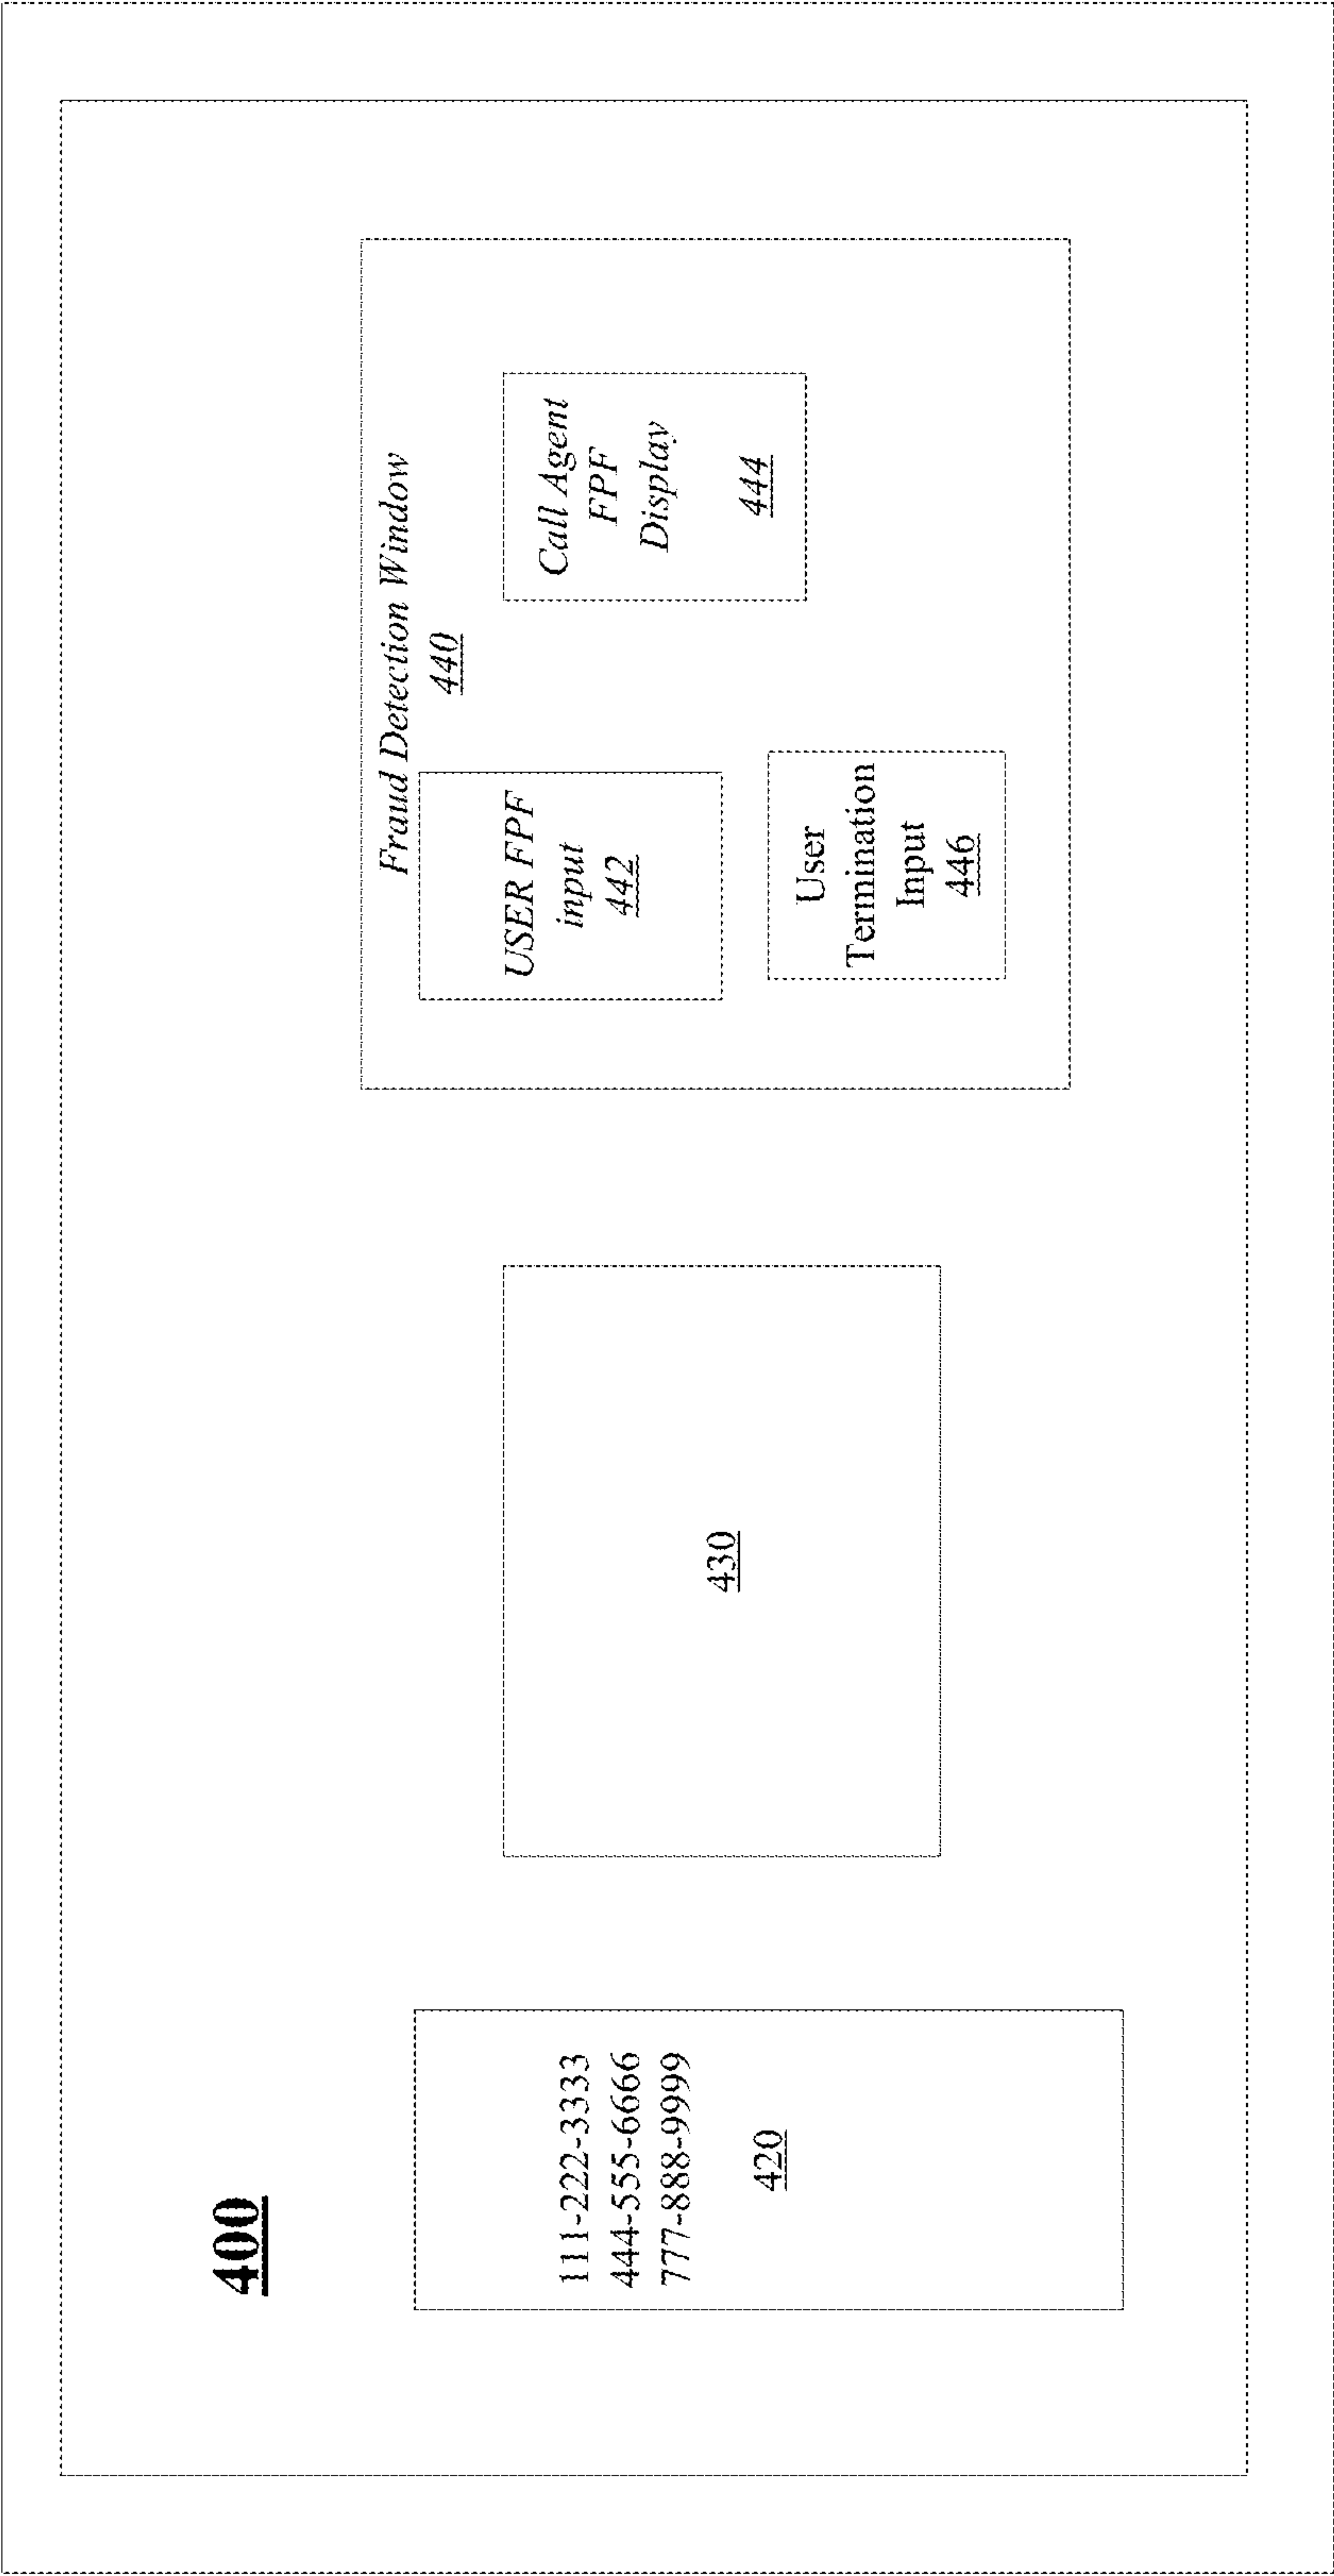 400
111-222-3333
444-555-6666
777-888-9999
420
430
Fraud Detection Window
440
USER FPF
input
442
Call Agent
FPF
Display
444
User
Termination
Input
446